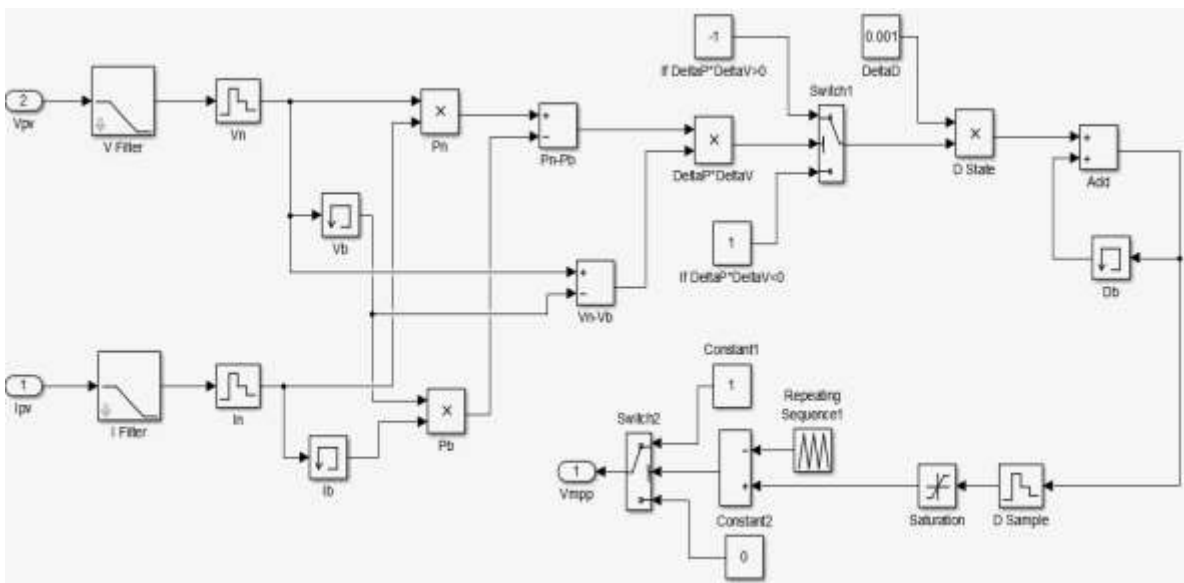 -1
If DeltaP*DeltaV>0
0.001
DeltaD
Switch1
2
Vpv
V Filter
Vn
×
Pn
+
−
Pn-Pb
×
DeltaP*DeltaV
×
D State
+
+
Add
Vb
1
If DeltaP*DeltaV<0
+
−
Vn-Vb
Db
1
Ipv
I Filter
In
Ib
×
Pb
Constant1
1
Repeating
Sequence1
Switch2
1
Vmpp
−
+
Constant2
0
Saturation
D Sample